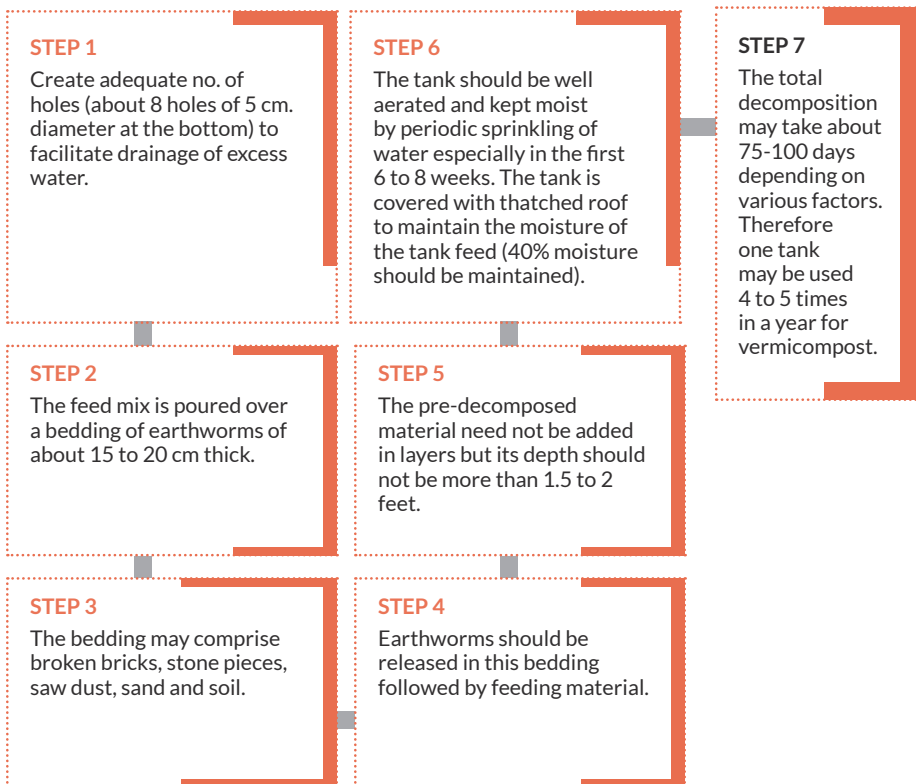 STEP 1
Create adequate no. of
holes (about 8 holes of 5 cm.
diameter at the bottom) to
facilitate drainage of excess
water.
STEP 2
The feed mix is poured over
a bedding of earthworms of
about 15 to 20 cm thick.
STEP 3
The bedding may comprise
broken bricks, stone pieces,
saw dust, sand and soil.
STEP 4
Earthworms should be
released in this bedding
followed by feeding material.
STEP 5
The pre-decomposed
material need not be added
in layers but its depth should
not be more than 1.5 to 2
feet.
STEP 6
The tank should be well
aerated and kept moist
by periodic sprinkling of
water especially in the first
6 to 8 weeks. The tank is
covered with thatched roof
to maintain the moisture of
the tank feed (40% moisture
should be maintained).
STEP 7
The total
decomposition
may take about
75-100 days
depending on
various factors.
Therefore
one tank
may be used
4 to 5 times
in a year for
vermicompost.